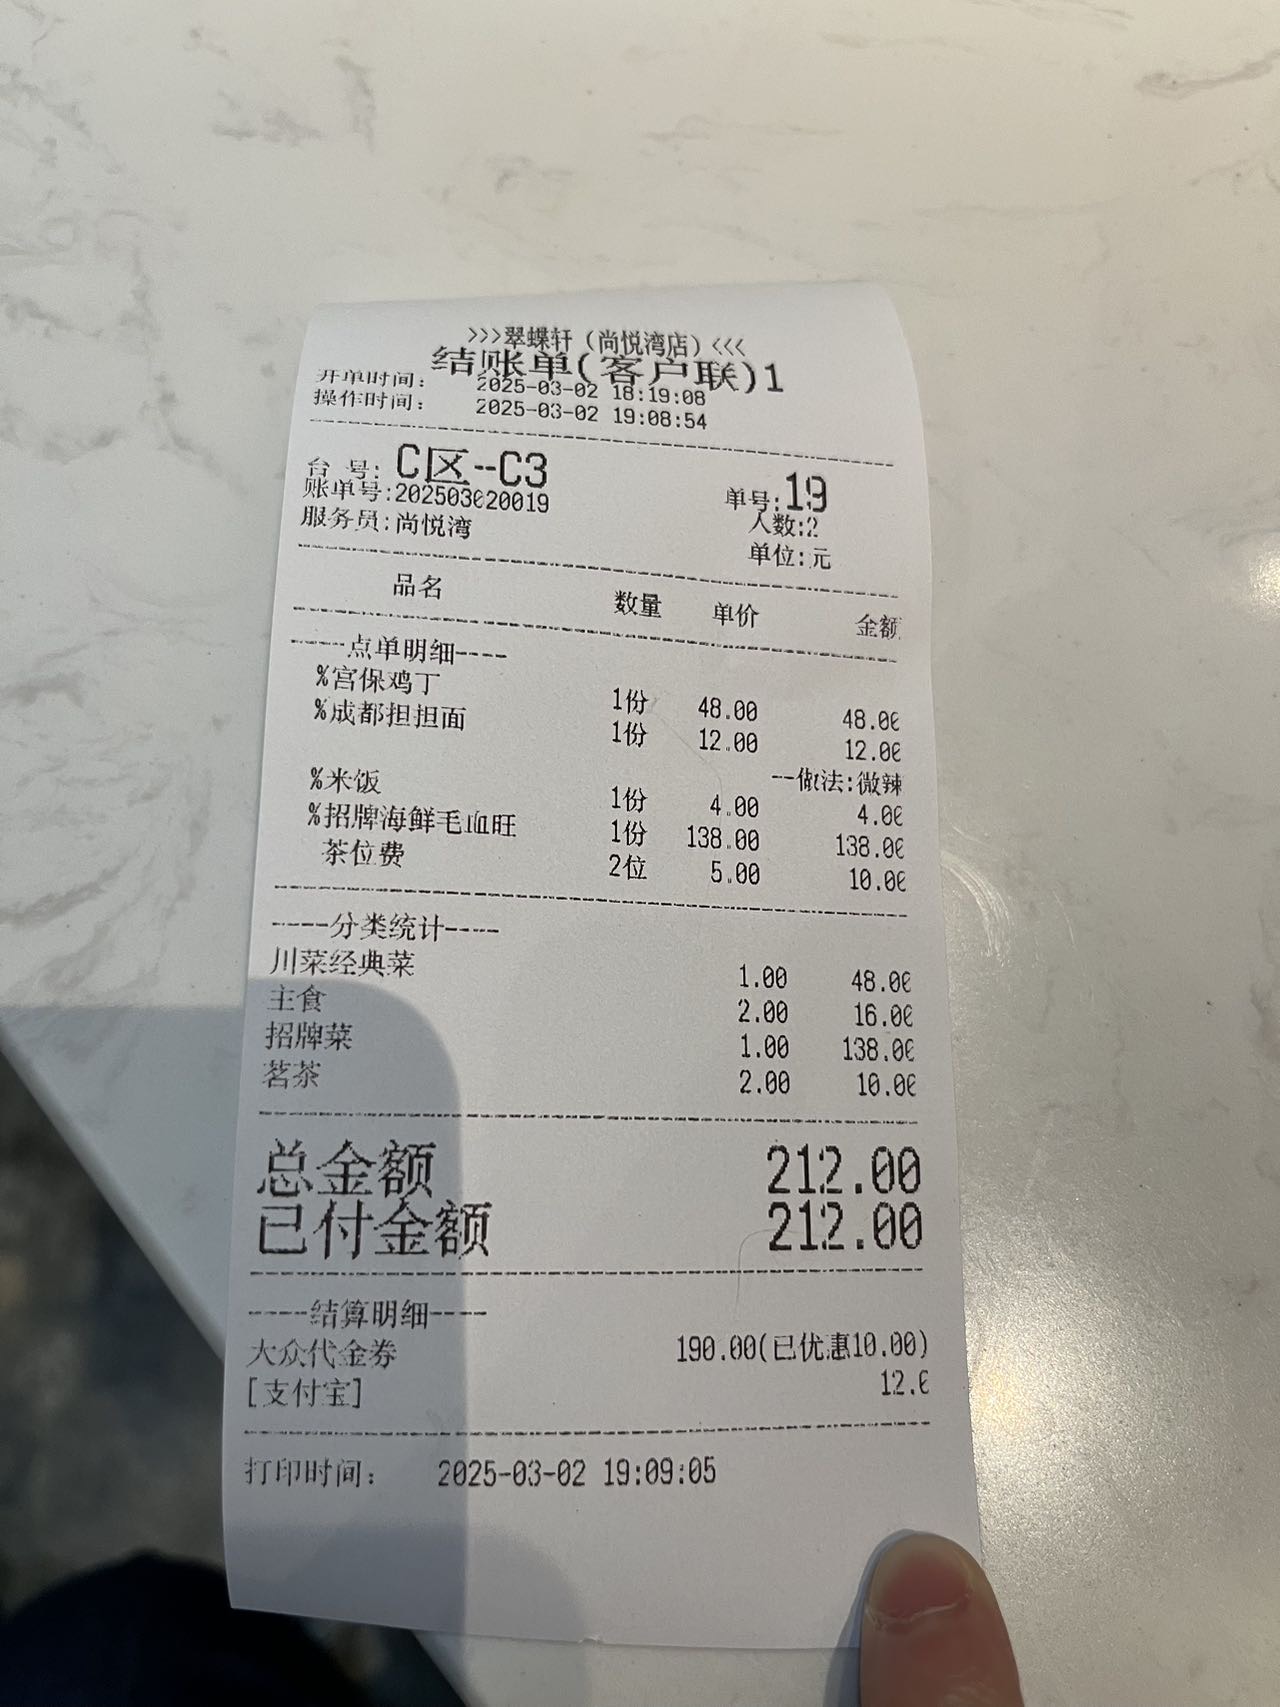 >>>翠蝶轩（尚悦湾店）<<<
结账单(客户联)1
开单时间： 2025-03-02 18:19:08
操作时间： 2025-03-02 19:08:54
台 号: C区--C3 单号:19
账单号:202503020019 人数:2
服务员:尚悦湾 单位:元
品名 数量 单价 金额
-----点单明细----
%宫保鸡丁 1份 48.00 48.00
%成都担担面 1份 12.00 12.00
--做法:微辣
%米饭 1份 4.00 4.00
%招牌海鲜毛血旺 1份 138.00 138.00
茶位费 2位 5.00 10.00
-----分类统计----
川菜经典菜 1.00 48.00
主食 2.00 16.00
招牌菜 1.00 138.00
茗茶 2.00 10.00
总金额 212.00
已付金额 212.00
-----结算明细----
大众代金券 190.00(已优惠10.00)
[支付宝] 12.0
打印时间： 2025-03-02 19:09:05